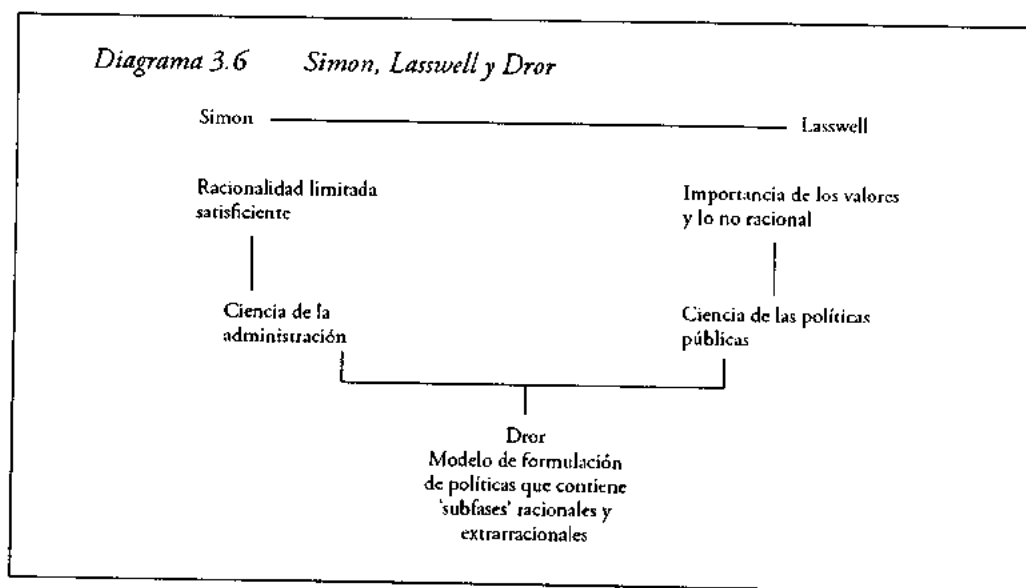 Diagrama 3.6 Simon, Lasswell y Dror
Simon
Lasswell
Racionalidad limitada
satisficiente
Importancia de los valores
y lo no racional
Ciencia de la
administración
Ciencia de las políticas
públicas
Dror
Modelo de formulación
de políticas que contiene
'subfases' racionales y
extrarracionales